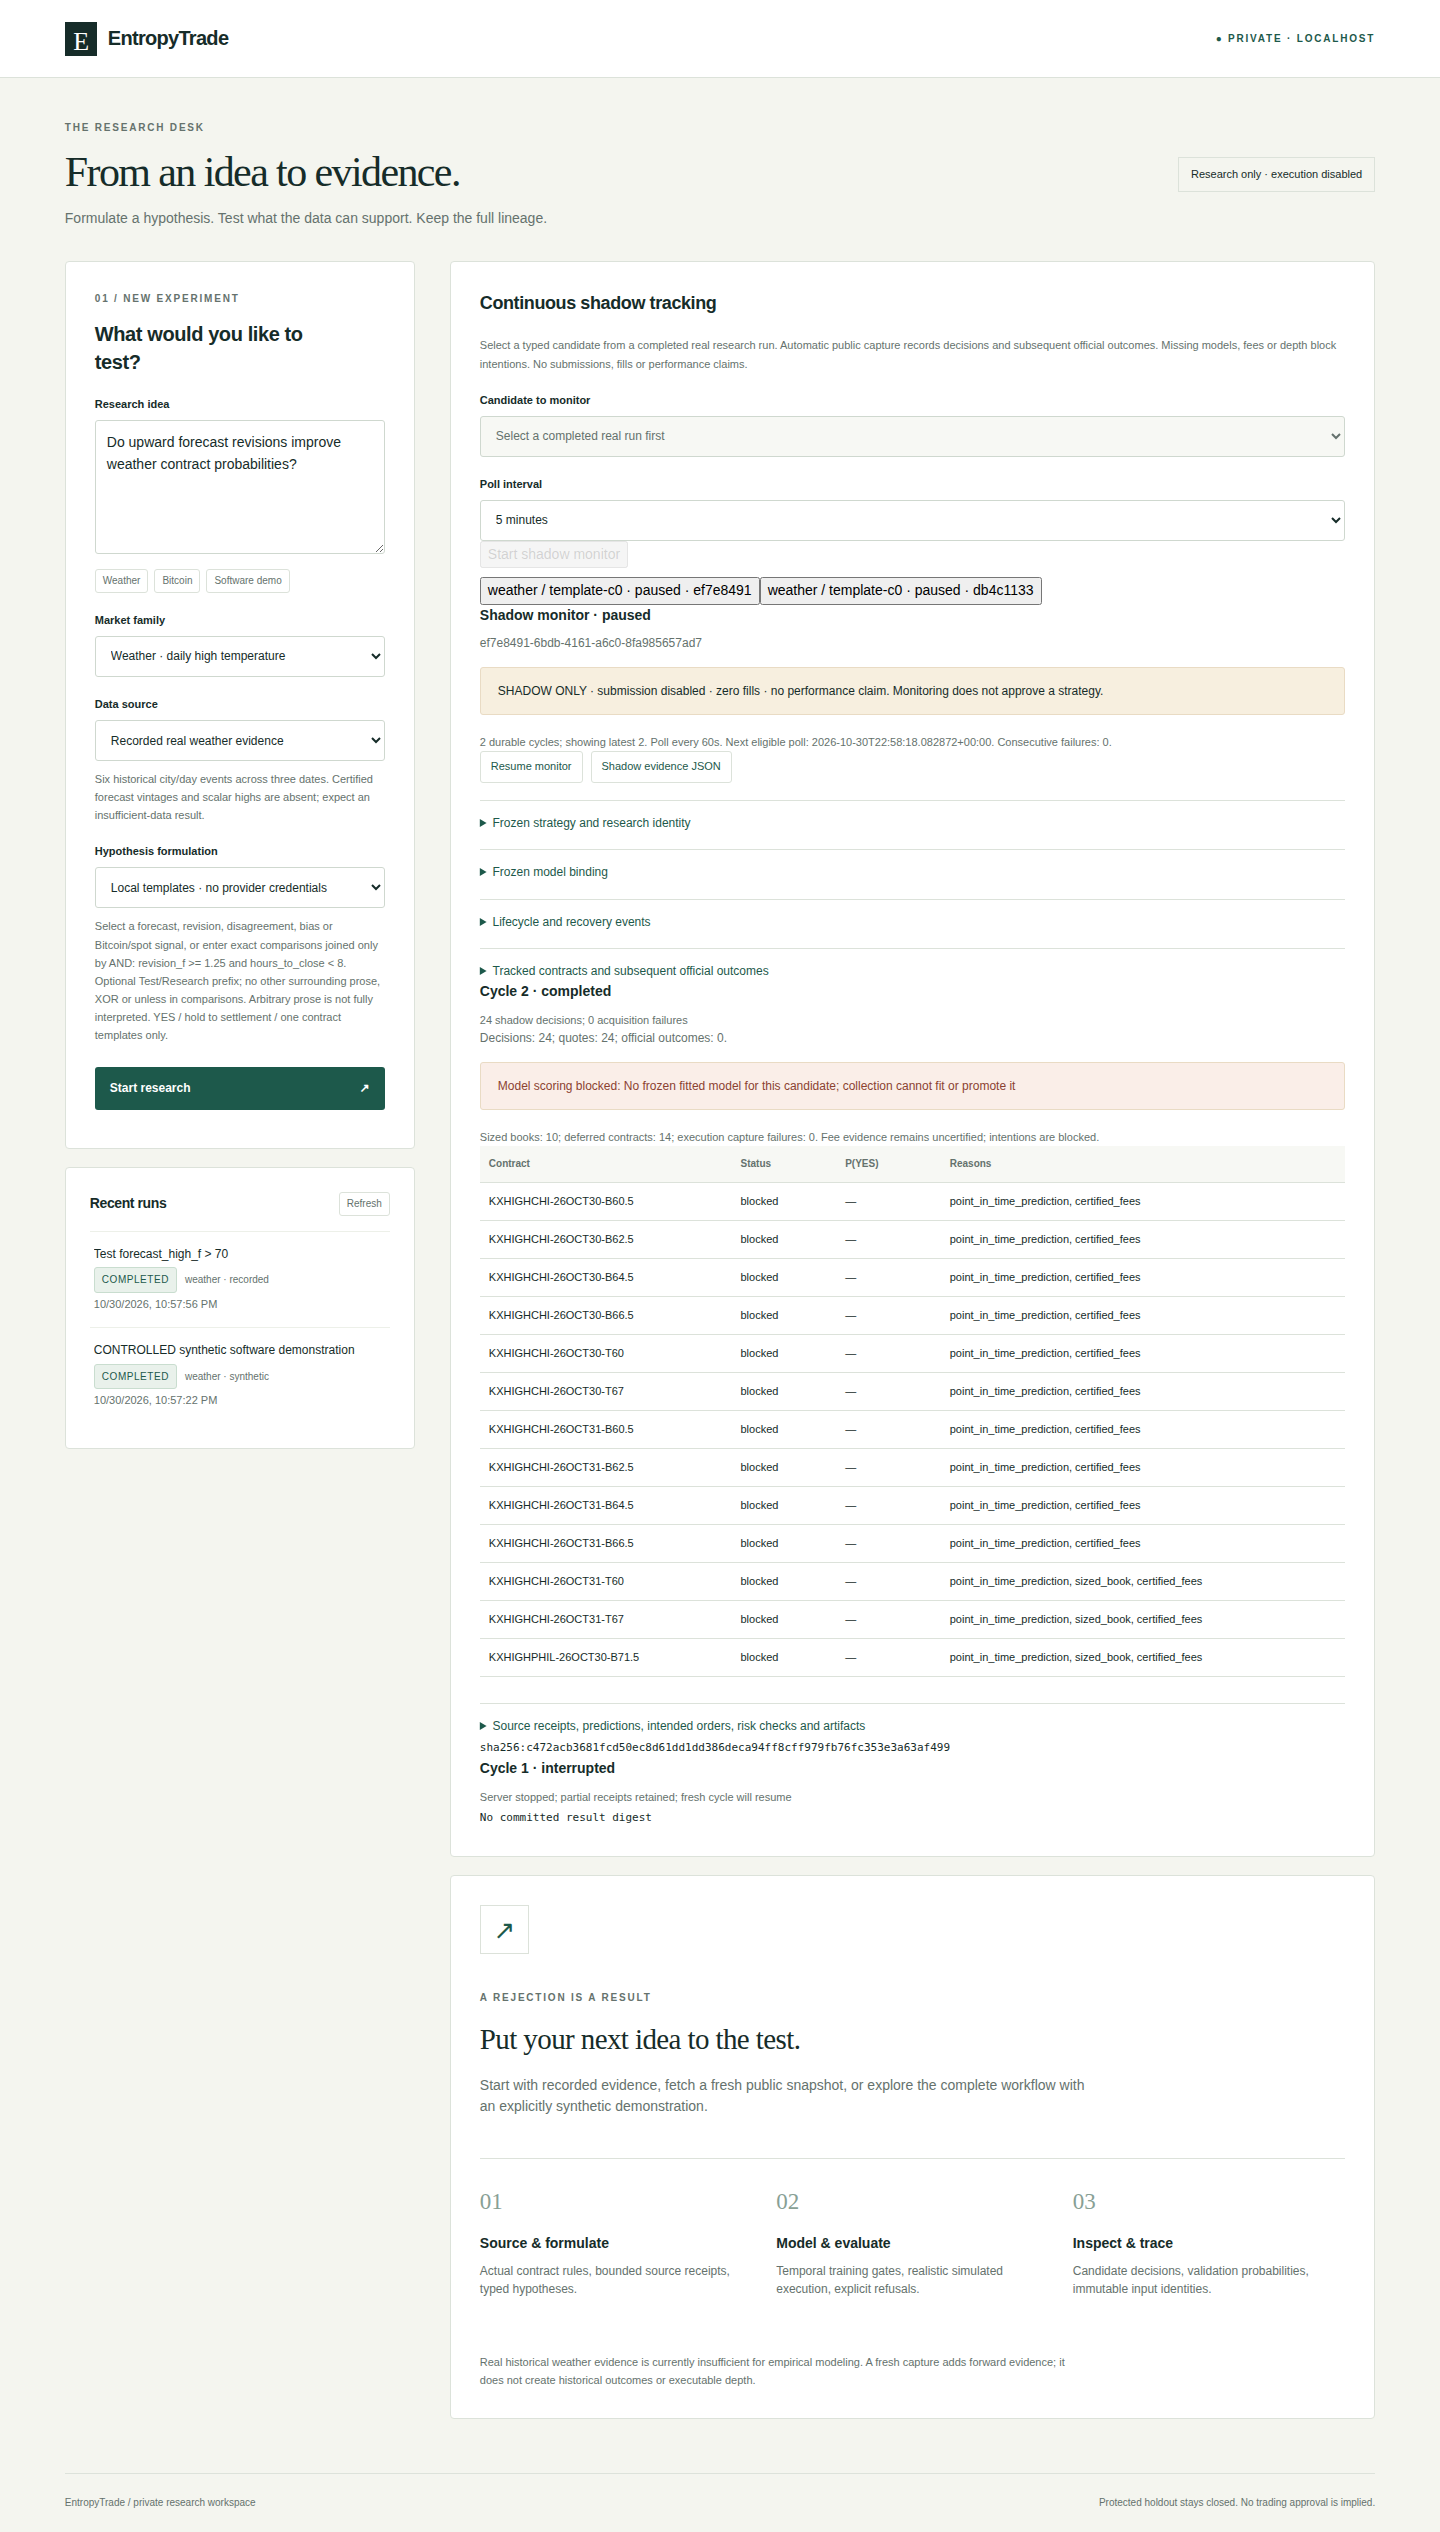 E EntropyTrade
● PRIVATE · LOCALHOST
THE RESEARCH DESK
From an idea to evidence.
Research only · execution disabled
Formulate a hypothesis. Test what the data can support. Keep the full lineage.
01 / NEW EXPERIMENT
What would you like to
test?
Research idea
Do upward forecast revisions improve
weather contract probabilities?
Weather Bitcoin Software demo
Market family
Weather · daily high temperature
Data source
Recorded real weather evidence
Six historical city/day events across three dates. Certified
forecast vintages and scalar highs are absent; expect an
insufficient-data result.
Hypothesis formulation
Local templates · no provider credentials
Select a forecast, revision, disagreement, bias or
Bitcoin/spot signal, or enter exact comparisons joined only
by AND: revision_f >= 1.25 and hours_to_close < 8.
Optional Test/Research prefix; no other surrounding prose,
XOR or unless in comparisons. Arbitrary prose is not fully
interpreted. YES / hold to settlement / one contract
templates only.
Start research ↗
Recent runs Refresh
Test forecast_high_f > 70
COMPLETED weather · recorded
10/30/2026, 10:57:56 PM
CONTROLLED synthetic software demonstration
COMPLETED weather · synthetic
10/30/2026, 10:57:22 PM
Continuous shadow tracking
Select a typed candidate from a completed real research run. Automatic public capture records decisions and subsequent official outcomes. Missing models, fees or depth block
intentions. No submissions, fills or performance claims.
Candidate to monitor
Select a completed real run first
Poll interval
5 minutes
Start shadow monitor
weather / template-c0 · paused · ef7e8491 weather / template-c0 · paused · db4c1133
Shadow monitor · paused
ef7e8491-6bdb-4161-a6c0-8fa985657ad7
SHADOW ONLY · submission disabled · zero fills · no performance claim. Monitoring does not approve a strategy.
2 durable cycles; showing latest 2. Poll every 60s. Next eligible poll: 2026-10-30T22:58:18.082872+00:00. Consecutive failures: 0.
Resume monitor Shadow evidence JSON
▶ Frozen strategy and research identity
▶ Frozen model binding
▶ Lifecycle and recovery events
▶ Tracked contracts and subsequent official outcomes
Cycle 2 · completed
24 shadow decisions; 0 acquisition failures
Decisions: 24; quotes: 24; official outcomes: 0.
Model scoring blocked: No frozen fitted model for this candidate; collection cannot fit or promote it
Sized books: 10; deferred contracts: 14; execution capture failures: 0. Fee evidence remains uncertified; intentions are blocked.
Contract Status P(YES) Reasons
KXHIGHCHI-26OCT30-B60.5 blocked — point_in_time_prediction, certified_fees
KXHIGHCHI-26OCT30-B62.5 blocked — point_in_time_prediction, certified_fees
KXHIGHCHI-26OCT30-B64.5 blocked — point_in_time_prediction, certified_fees
KXHIGHCHI-26OCT30-B66.5 blocked — point_in_time_prediction, certified_fees
KXHIGHCHI-26OCT30-T60 blocked — point_in_time_prediction, certified_fees
KXHIGHCHI-26OCT30-T67 blocked — point_in_time_prediction, certified_fees
KXHIGHCHI-26OCT31-B60.5 blocked — point_in_time_prediction, certified_fees
KXHIGHCHI-26OCT31-B62.5 blocked — point_in_time_prediction, certified_fees
KXHIGHCHI-26OCT31-B64.5 blocked — point_in_time_prediction, certified_fees
KXHIGHCHI-26OCT31-B66.5 blocked — point_in_time_prediction, certified_fees
KXHIGHCHI-26OCT31-T60 blocked — point_in_time_prediction, sized_book, certified_fees
KXHIGHCHI-26OCT31-T67 blocked — point_in_time_prediction, sized_book, certified_fees
KXHIGHPHIL-26OCT30-B71.5 blocked — point_in_time_prediction, sized_book, certified_fees
▶ Source receipts, predictions, intended orders, risk checks and artifacts
sha256:c472acb3681fcd50ec8d61dd1dd386deca94ff8cff979fb76fc353e3a63af499
Cycle 1 · interrupted
Server stopped; partial receipts retained; fresh cycle will resume
No committed result digest
↗
A REJECTION IS A RESULT
Put your next idea to the test.
Start with recorded evidence, fetch a fresh public snapshot, or explore the complete workflow with
an explicitly synthetic demonstration.
01 02 03
Source & formulate Model & evaluate Inspect & trace
Actual contract rules, bounded source receipts, Temporal training gates, realistic simulated Candidate decisions, validation probabilities,
typed hypotheses. execution, explicit refusals. immutable input identities.
Real historical weather evidence is currently insufficient for empirical modeling. A fresh capture adds forward evidence; it
does not create historical outcomes or executable depth.
EntropyTrade / private research workspace
Protected holdout stays closed. No trading approval is implied.